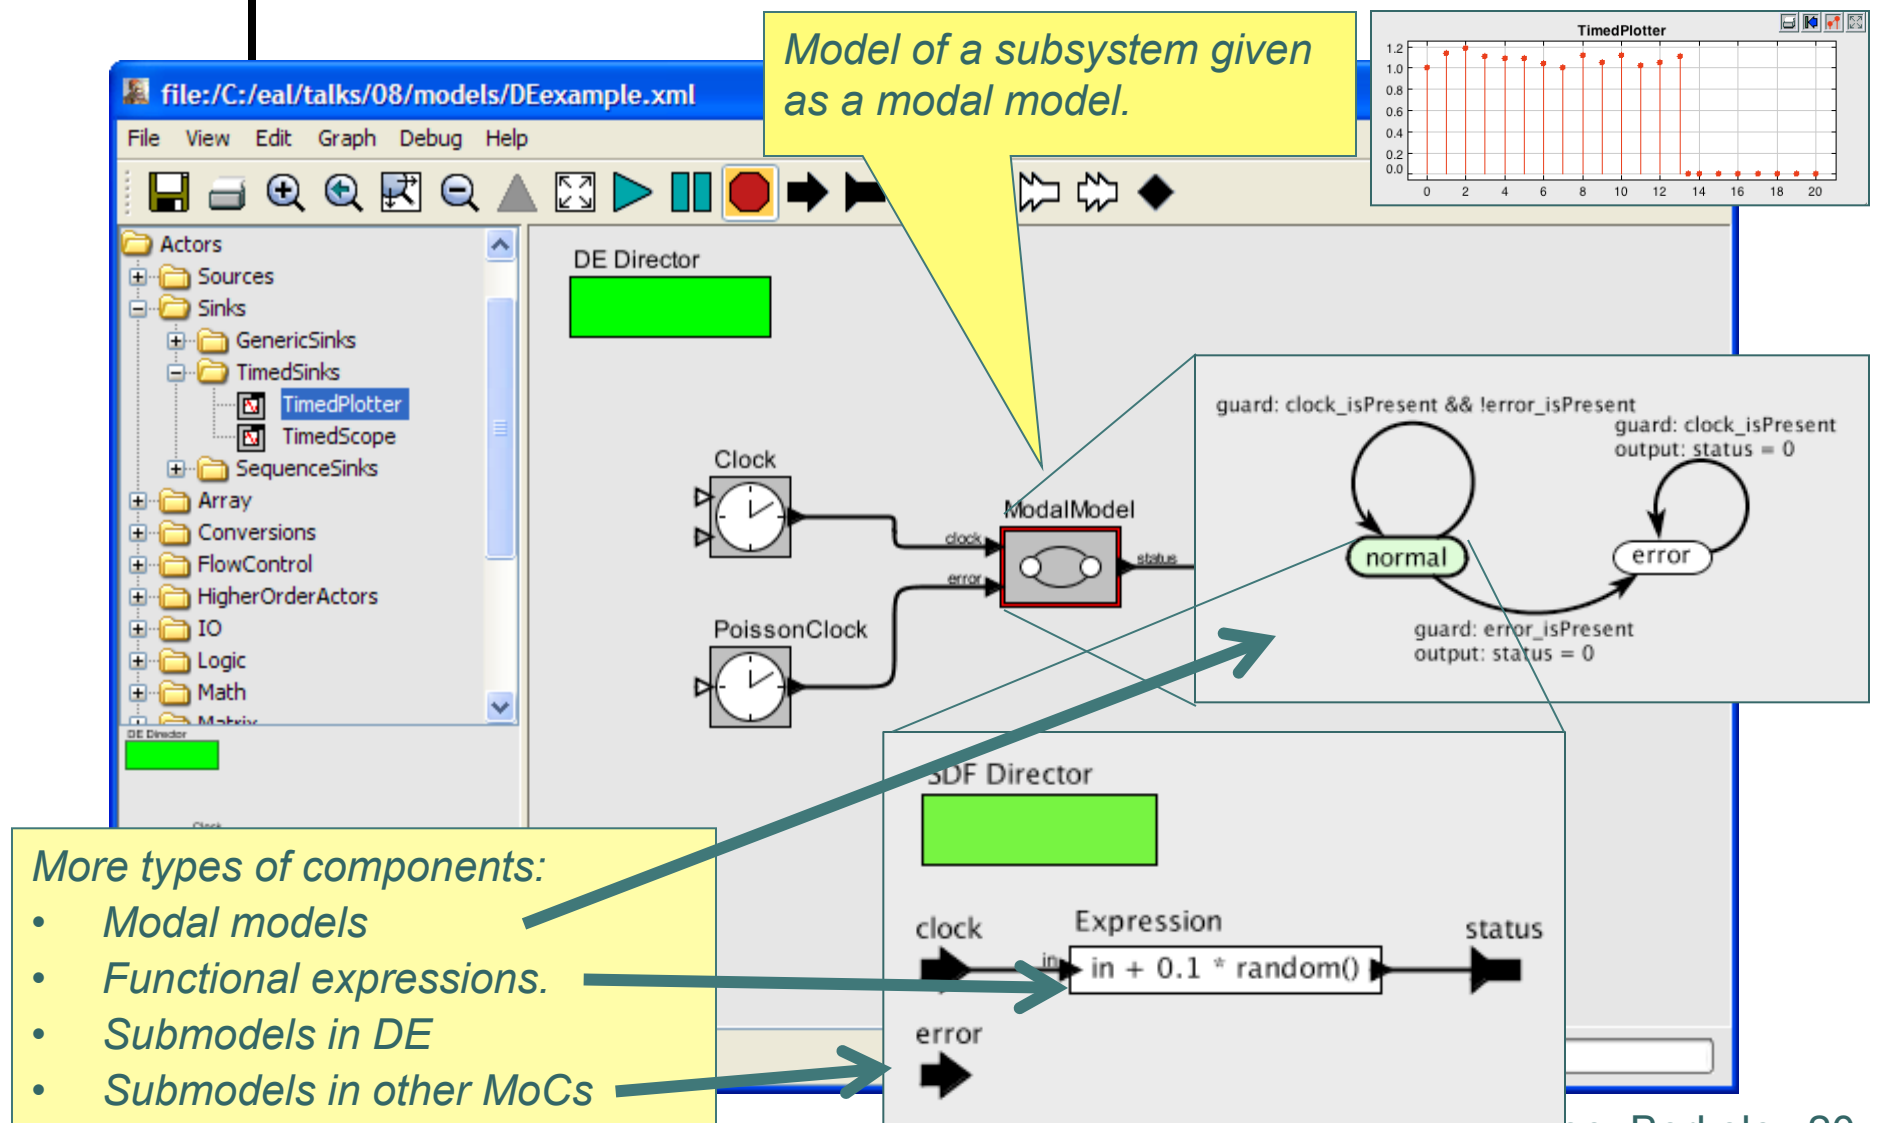 Model of a subsystem given
as a modal model.
TimedPlotter
1.2
1.0
0.8
0.6
0.4
0.2
0.0
0 2 4 6 8 10 12 14 16 18 20
file:/C:/eal/talks/08/models/DEexample.xml
File View Edit Graph Debug Help
Actors
Sources
Sinks
GenericSinks
TimedSinks
TimedPlotter
TimedScope
SequenceSinks
Array
Conversions
FlowControl
HigherOrderActors
IO
Logic
Math
Matrix
DE Director
Clock
DE Director
Clock
PoissonClock
clock
error
ModalModel
status
guard: clock_isPresent && !error_isPresent
guard: clock_isPresent
output: status = 0
normal
error
guard: error_isPresent
output: status = 0
SDF Director
clock
Expression
status
in
in + 0.1 * random()
error
More types of components:
• Modal models
• Functional expressions.
• Submodels in DE
• Submodels in other MoCs